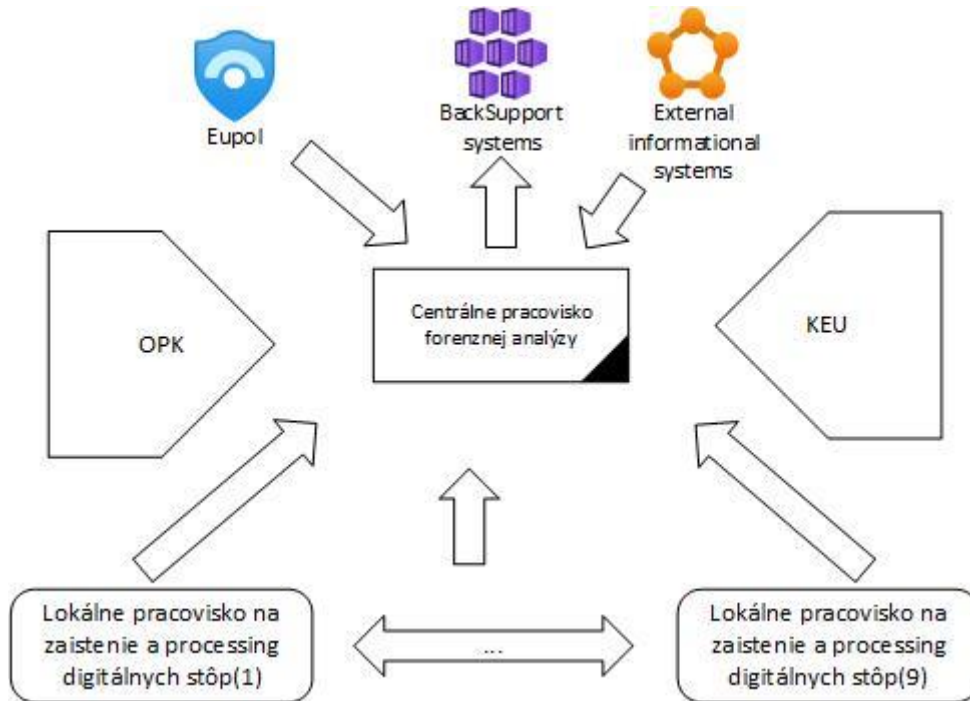 Eupol
BackSupport
systems
External
informational
systems
OPK
Centrálne pracovisko
forenznej analýzy
KEU
Lokálne pracovisko na
zaistenie a processing
digitálnych stôp(1)
...
Lokálne pracovisko na
zaistenie a processing
digitálnych stôp(9)